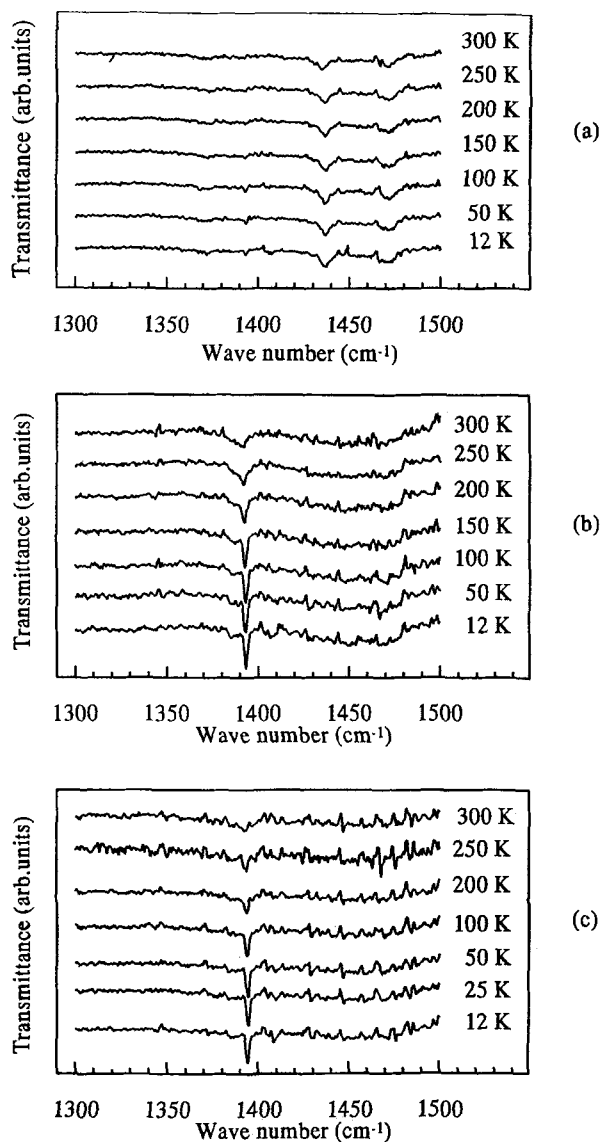 Transmittance (arb.units)
300 K
250 K
200 K
150 K
100 K
50 K
12 K
(a)
1300 1350 1400 1450 1500
Wave number (cm-1)
Transmittance (arb.units)
300 K
250 K
200 K
150 K
100 K
50 K
12 K
(b)
1300 1350 1400 1450 1500
Wave number (cm-1)
Transmittance (arb.units)
300 K
250 K
200 K
100 K
50 K
25 K
12 K
(c)
1300 1350 1400 1450 1500
Wave number (cm-1)